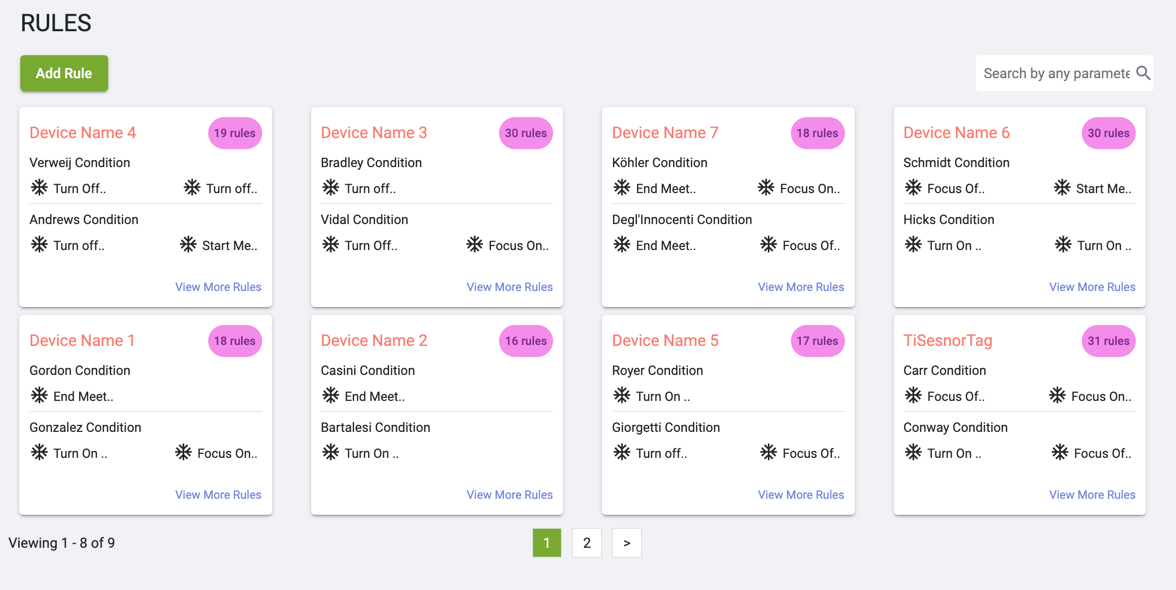 RULES
Add Rule
Search by any paramete
Device Name 4 19 rules
Verweij Condition
Turn Off.. Turn off..
Andrews Condition
Turn off.. Start Me..
View More Rules
Device Name 3 30 rules
Bradley Condition
Turn off..
Vidal Condition
Turn Off.. Focus On..
View More Rules
Device Name 7 18 rules
Köhler Condition
End Meet.. Focus On..
Degl'Innocenti Condition
End Meet.. Focus Of..
View More Rules
Device Name 6 30 rules
Schmidt Condition
Focus Of.. Start Me..
Hicks Condition
Turn On .. Turn On ..
View More Rules
Device Name 1 18 rules
Gordon Condition
End Meet..
Gonzalez Condition
Turn On .. Focus On..
View More Rules
Device Name 2 16 rules
Casini Condition
End Meet..
Bartalesi Condition
Turn On ..
View More Rules
Device Name 5 17 rules
Royer Condition
Turn On ..
Giorgetti Condition
Turn off.. Focus Of..
View More Rules
TiSesnorTag 31 rules
Carr Condition
Focus Of.. Focus On..
Conway Condition
Turn On .. Focus Of..
View More Rules
Viewing 1 - 8 of 9
1 2 >